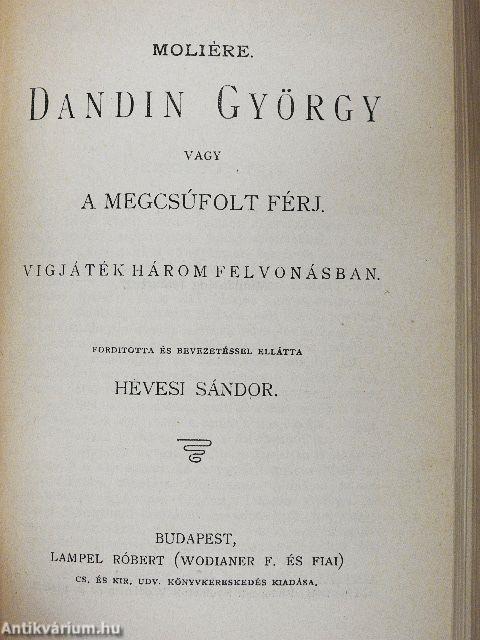 MOLIÉRE.
DANDIN GYÖRGY
VAGY
A MEGCSÚFOLT FÉRJ.
VIGJÁTÉK HÁROM FELVONÁSBAN.
FORDITOTTA ÉS BEVEZETÉSSEL ELLÁTTA
HEVESI SÁNDOR.
BUDAPEST,
LAMPEL RÓBERT (WODIANER F. ÉS FIAI)
CS. ÉS KIR. UDV. KÖNYVKERESKEDÉS KIADÁSA.
Antikvárium.hu